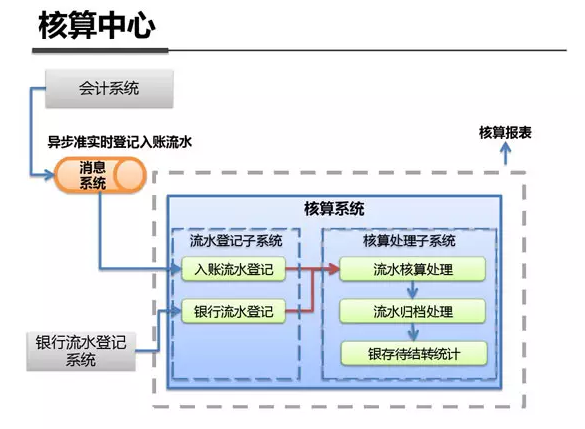 核算中心
会计系统
异步准实时登记入账流水
消息
系统
核算报表
核算系统
流水登记子系统
核算处理子系统
入账流水登记
流水核算处理
银行流水登记
流水归档处理
银行流水登记
系统
银存待结转统计